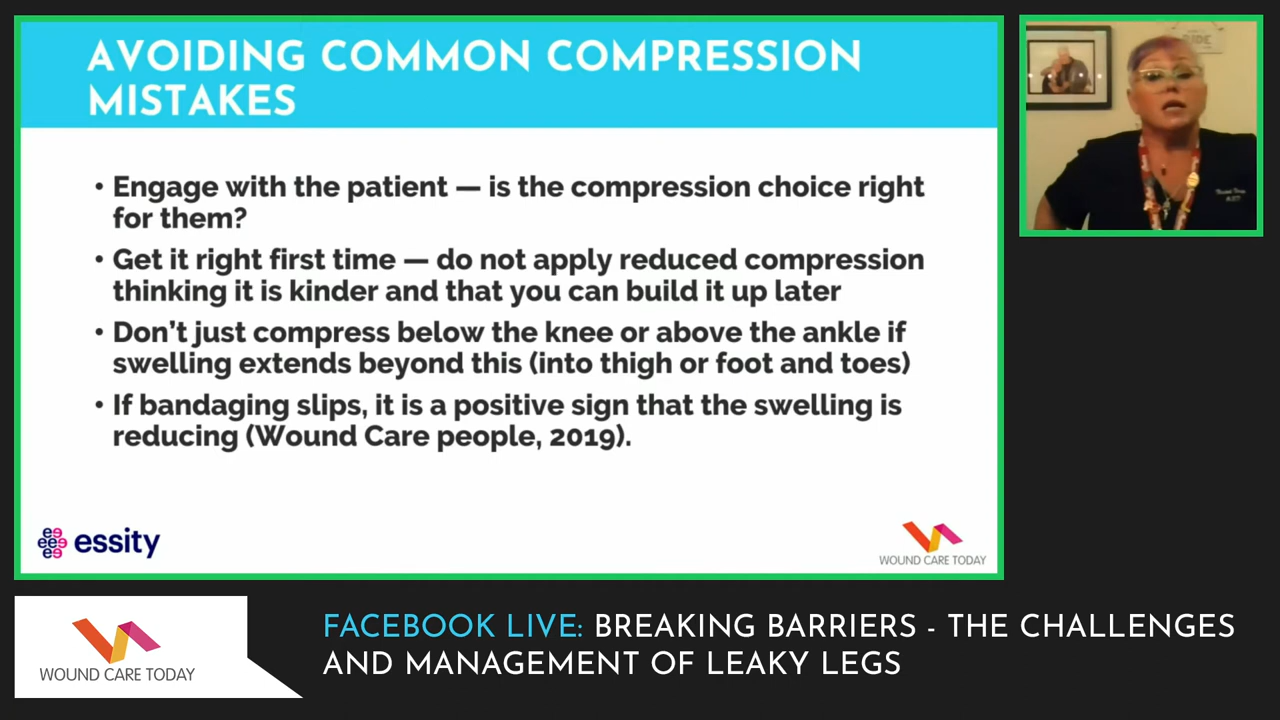 AVOIDING COMMON COMPRESSION
MISTAKES
• Engage with the patient — is the compression choice right
for them?
• Get it right first time — do not apply reduced compression
thinking it is kinder and that you can build it up later
• Don’t just compress below the knee or above the ankle if
swelling extends beyond this (into thigh or foot and toes)
• If bandaging slips, it is a positive sign that the swelling is
reducing (Wound Care people, 2019).
essity
WOUND CARE TODAY
WOUND CARE TODAY
FACEBOOK LIVE: BREAKING BARRIERS - THE CHALLENGES
AND MANAGEMENT OF LEAKY LEGS